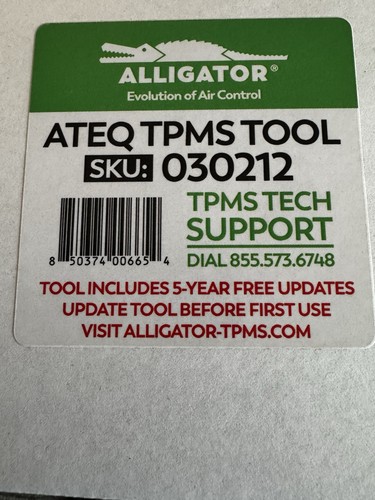 ALLIGATOR®
Evolution of Air Control
ATEQ TPMS TOOL
SKU: 030212
TPMS TECH
SUPPORT
DIAL 855.573.6748
8 50374 00665 4
TOOL INCLUDES 5-YEAR FREE UPDATES
UPDATE TOOL BEFORE FIRST USE
VISIT ALLIGATOR-TPMS.COM